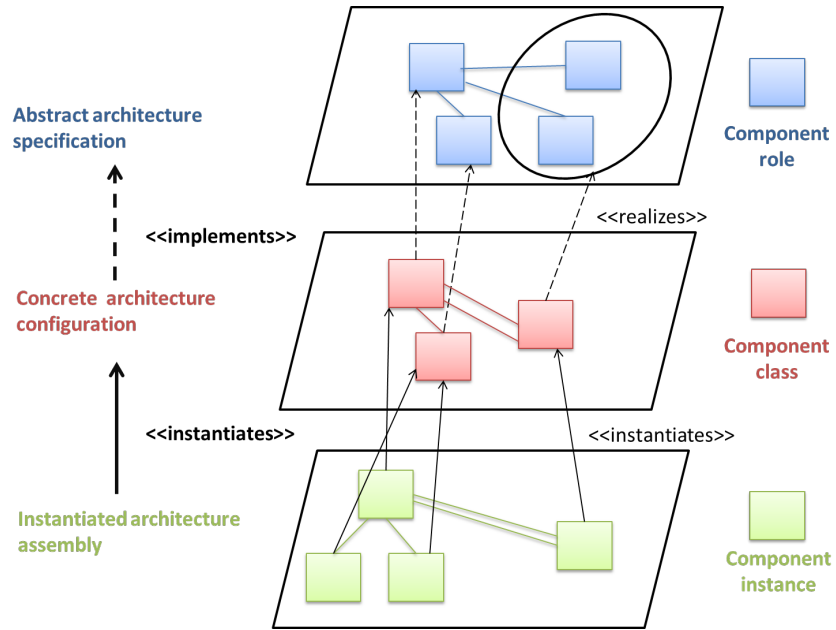 Abstract architecture
specification
Component
role
<<implements>>
<<realizes>>
Concrete architecture
configuration
Component
class
<<instantiates>>
<<instantiates>>
Instantiated architecture
assembly
Component
instance